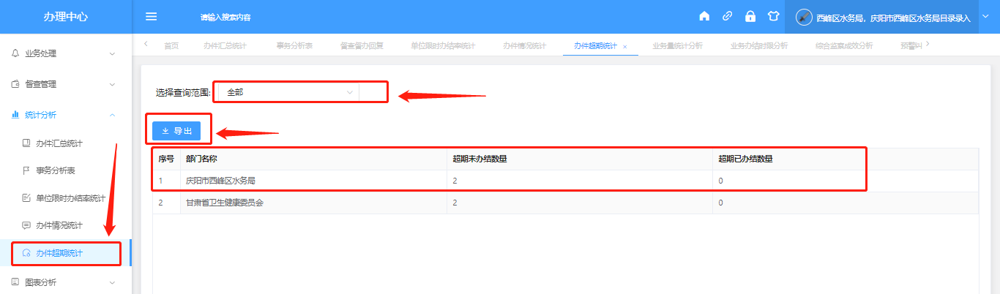 办理中心
请输入搜索内容
西峰区水务局，庆阳市西峰区水务局目录录入
业务处理
督查管理
统计分析
办件汇总统计
事务分析表
单位限时办结率统计
办件情况统计
办件超期统计
图表分析
首页 办件汇总统计 事务分析表 督查督办回复 单位限时办结率统计 办件情况统计 办件超期统计 × 业务量统计分析 业务办结时限分析 综合监察成效分析 预警纠
选择查询范围: 全部
导出
序号 部门名称 超期未办结数量 超期已办结数量
1 庆阳市西峰区水务局 2 0
2 甘肃省卫生健康委员会 2 0